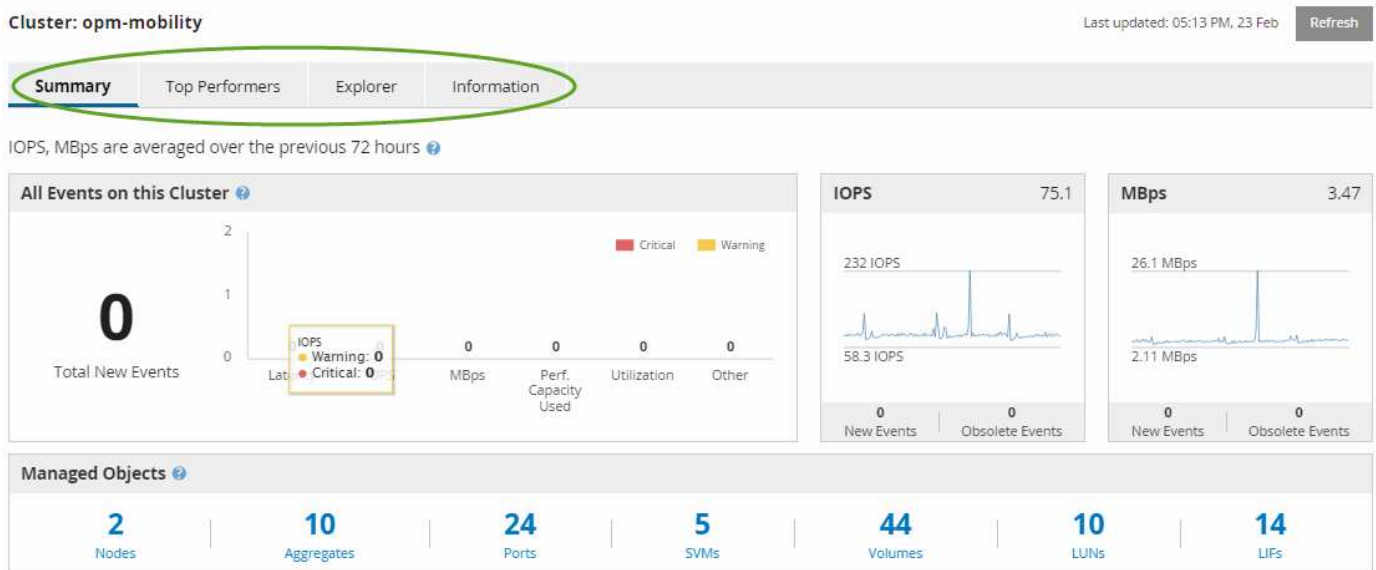 Cluster: opm-mobility
Last updated: 05:13 PM, 23 Feb
Refresh
Summary
Top Performers
Explorer
Information
IOPS, MBps are averaged over the previous 72 hours
All Events on this Cluster
0
Total New Events
2
1
0
Critical
Warning
IOPS
Warning: 0
Critical: 0
0
0
0
0
MBps
Perf.
Capacity
Used
Utilization
Other
IOPS
75.1
232 IOPS
58.3 IOPS
0
New Events
0
Obsolete Events
MBps
3.47
26.1 MBps
2.11 MBps
0
New Events
0
Obsolete Events
Managed Objects
2
Nodes
10
Aggregates
24
Ports
5
SVMs
44
Volumes
10
LUNs
14
LIFs